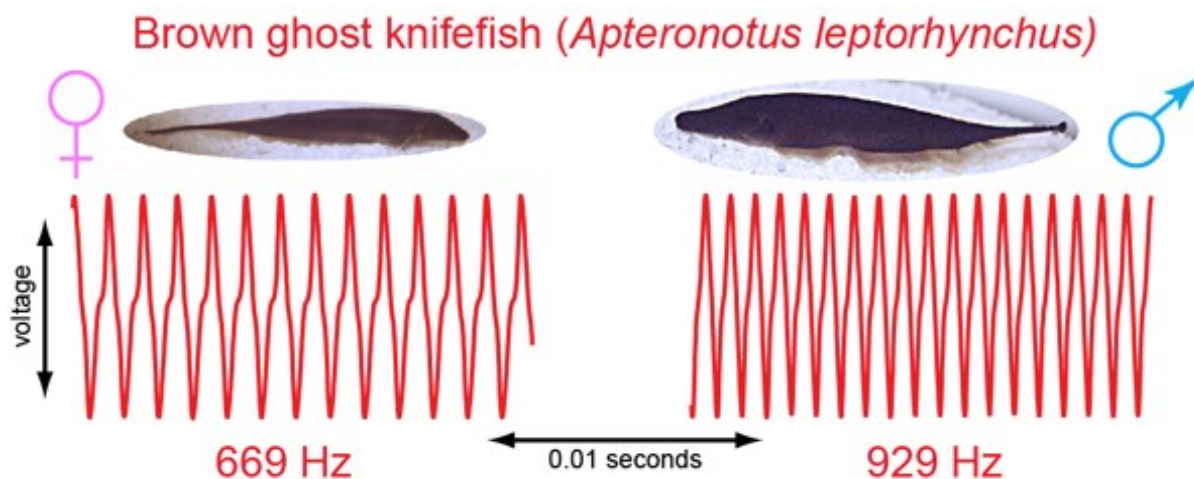 Brown ghost knifefish (Apteronotus leptorhynchus)
voltage
669 Hz
0.01 seconds
929 Hz